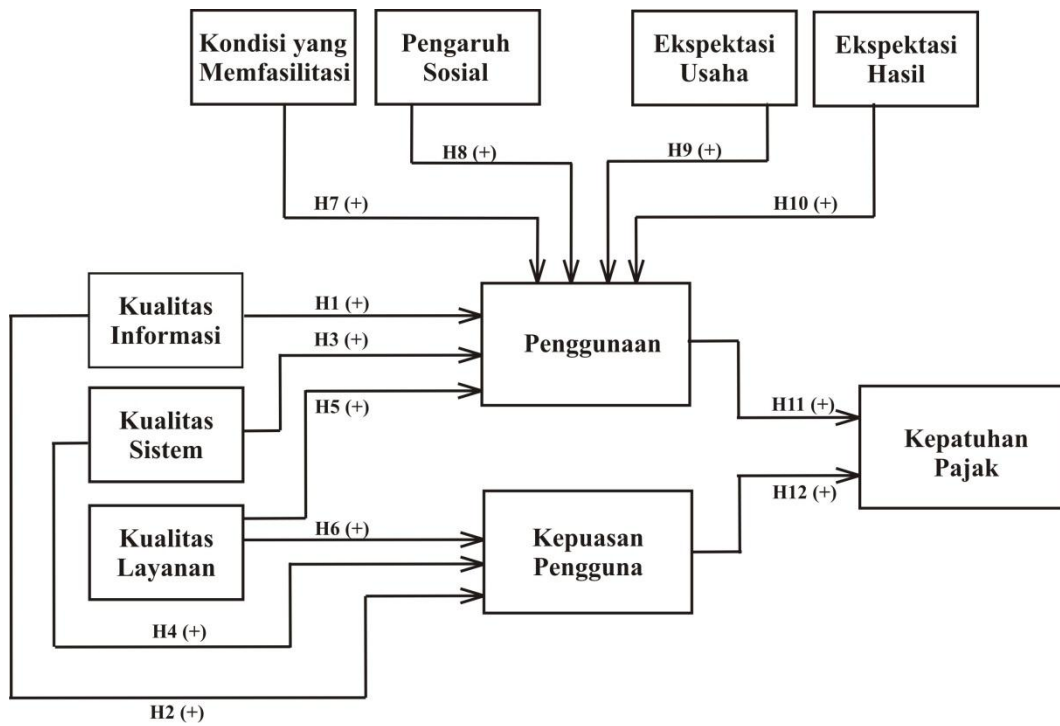 Kondisi yang
Memfasilitasi
Pengaruh
Sosial
Ekspektasi
Usaha
Ekspektasi
Hasil
H8 (+)
H9 (+)
H7 (+)
H10 (+)
Kualitas
Informasi
H1 (+)
H3 (+)
H5 (+)
Penggunaan
Kualitas
Sistem
H11 (+)
Kepatuhan
Pajak
H12 (+)
Kualitas
Layanan
H6 (+)
Kepuasan
Pengguna
H4 (+)
H2 (+)